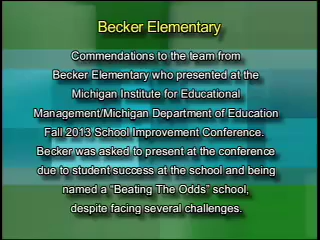 Becker Elementary
Commendations to the team from
Becker Elementary who presented at the
Michigan Institute for Educational
Management/Michigan Department of Education
Fall 2013 School Improvement Conference.
Becker was asked to present at the conference
due to student success at the school and being
named a “Beating The Odds” school,
despite facing several challenges.